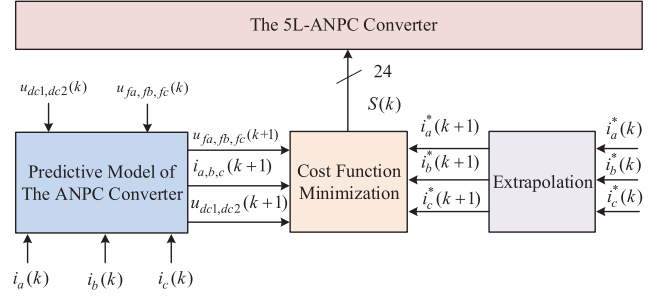 The 5L-ANPC Converter
24
S(k)
u_{dc1,dc2}(k)
u_{fa,fb,fc}(k)
Predictive Model of
The ANPC Converter
u_{fa,fb,fc}(k+1)
i_{a,b,c}(k+1)
u_{dc1,dc2}(k+1)
Cost Function
Minimization
i_a^*(k+1)
i_b^*(k+1)
i_c^*(k+1)
Extrapolation
i_a^*(k)
i_b^*(k)
i_c^*(k)
i_a(k)
i_b(k)
i_c(k)